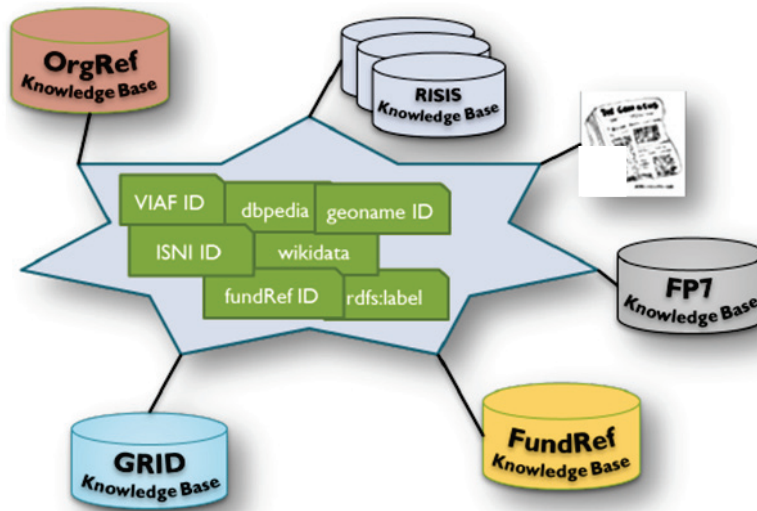 OrgRef
Knowledge Base
RISIS
Knowledge Base
VIAF ID
dbpedia
geoname ID
ISNI ID
wikidata
fundRef ID
rdfs:label
FP7
Knowledge Base
GRID
Knowledge Base
FundRef
Knowledge Base